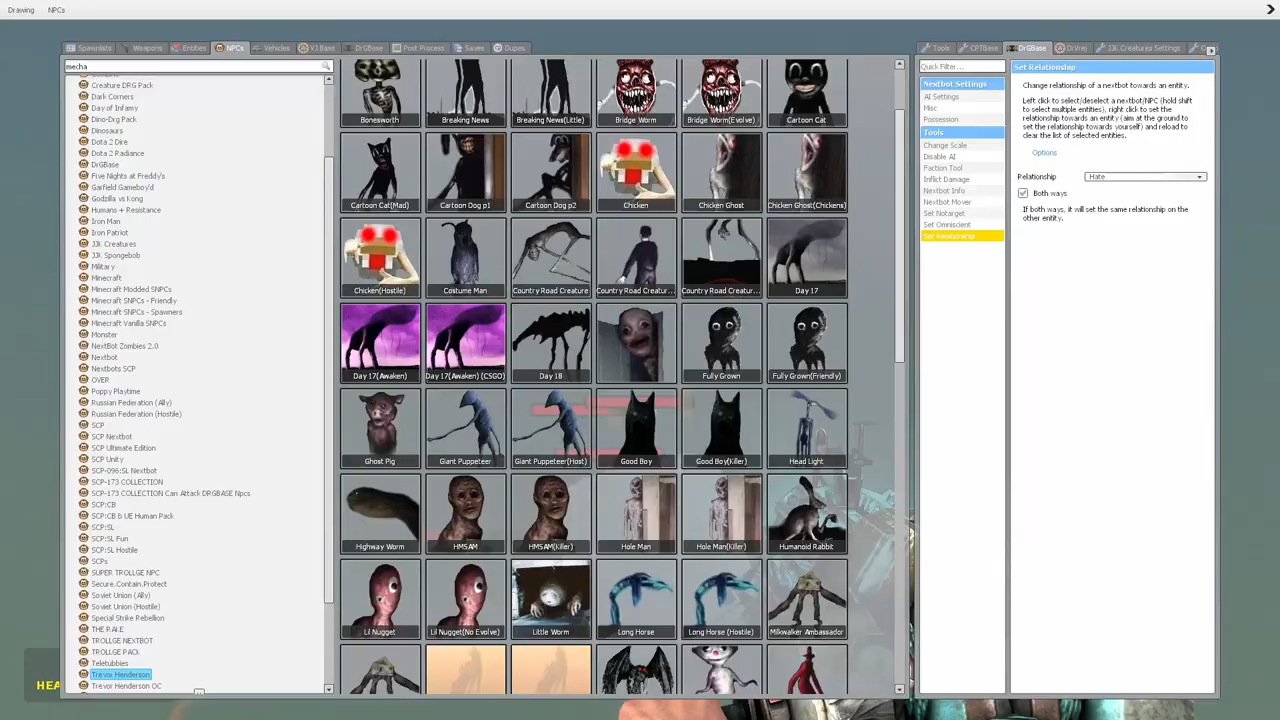 Drawing NPCs
Spawnlists Weapons Entities NPCs Vehicles VJ Base DrGBase Post Process Saves Dupes
mecha
Creature DRG Pack
Dark Corners
Day of Infamy
Dino-Drg Pack
Dinosaurs
Dota 2 Dire
Dota 2 Radiance
DrGBase
Five Nights at Freddy's
Garfield Gameboy'd
Godzilla vs Kong
Humans + Resistance
Iron Man
Iron Patriot
JJK Creatures
JJK Spongebob
Military
Minecraft
Minecraft Modded SNPCs
Minecraft SNPCs - Friendly
Minecraft SNPCs - Spawners
Minecraft Vanilla SNPCs
Monster
NextBot Zombies 2.0
Nextbot
Nextbots SCP
OVER
Poppy Playtime
Russian Federation (Ally)
Russian Federation (Hostile)
SCP
SCP Nextbot
SCP Ultimate Edition
SCP Unity
SCP-096:SL Nextbot
SCP-173 COLLECTION
SCP-173 COLLECTION Can Attack DRGBASE Npcs
SCP:CB
SCP:CB & UE Human Pack
SCP:SL
SCP:SL Fun
SCP:SL Hostile
SCPs
SUPER TROLLGE NPC
Secure.Contain.Protect
Soviet Union (Ally)
Soviet Union (Hostile)
Special Strike Rebellion
THE RAKE
TROLLGE NEXTBOT
TROLLGE PACK
Teletubbies
Trevor Henderson
Trevor Henderson OC
HEA
Bonesworth Breaking News Breaking News(Little) Bridge Worm Bridge Worm(Evolve) Cartoon Cat
Cartoon Cat(Mad) Cartoon Dog p1 Cartoon Dog p2 Chicken Chicken Ghost Chicken Ghost(Chickens)
Chicken(Hostile) Costume Man Country Road Creature Country Road Creatur... Country Road Creatur... Day 17
Day 17(Awaken) Day 17(Awaken) (CSGO) Day 18 Fully Grown Fully Grown(Friendly)
Ghost Pig Giant Puppeteer Giant Puppeteer(Host) Good Boy Good Boy(Killer) Head Light
Highway Worm HMSAM HMSAM(Killer) Hole Man Hole Man(Killer) Humanoid Rabbit
Lil Nugget Lil Nugget(No Evolve) Little Worm Long Horse Long Horse (Hostile) Milkwalker Ambassador
Tools CPTBase DrGBase DrVrej JJK Creatures Settings
Quick Filter...
Nextbot Settings
AI Settings
Misc
Possession
Tools
Change Scale
Disable AI
Faction Tool
Inflict Damage
Nextbot Info
Nextbot Mover
Set Notarget
Set Omniscient
Set Relationship
Set Relationship
Change relationship of a nextbot towards an entity.
Left click to select/deselect a nextbot/NPC (hold shift
to select multiple entities), right click to set the
relationship towards an entity (aim at the ground to
set the relationship towards yourself) and reload to
clear the list of selected entities.
Options
Relationship Hate
Both ways
If both ways, it will set the same relationship on the
other entity.